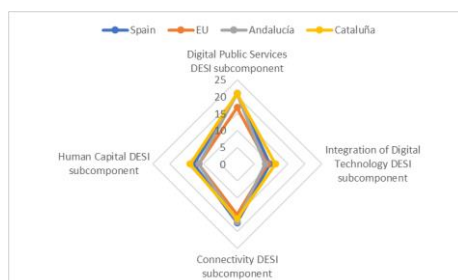 Spain EU Andalucía Cataluña
Digital Public Services
DESI subcomponent
25
20
15
10
5
0
Human Capital DESI
subcomponent
Integration of Digital
Technology DESI
subcomponent
Connectivity DESI
subcomponent